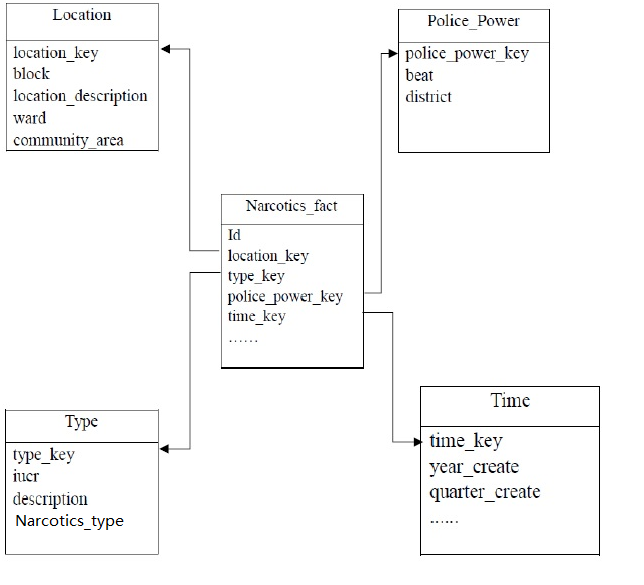 Location
location_key
block
location_description
ward
community_area
Police_Power
police_power_key
beat
district
Narcotics_fact
Id
location_key
type_key
police_power_key
time_key
......
Type
type_key
iucr
description
Narcotics_type
Time
time_key
year_create
quarter_create
......